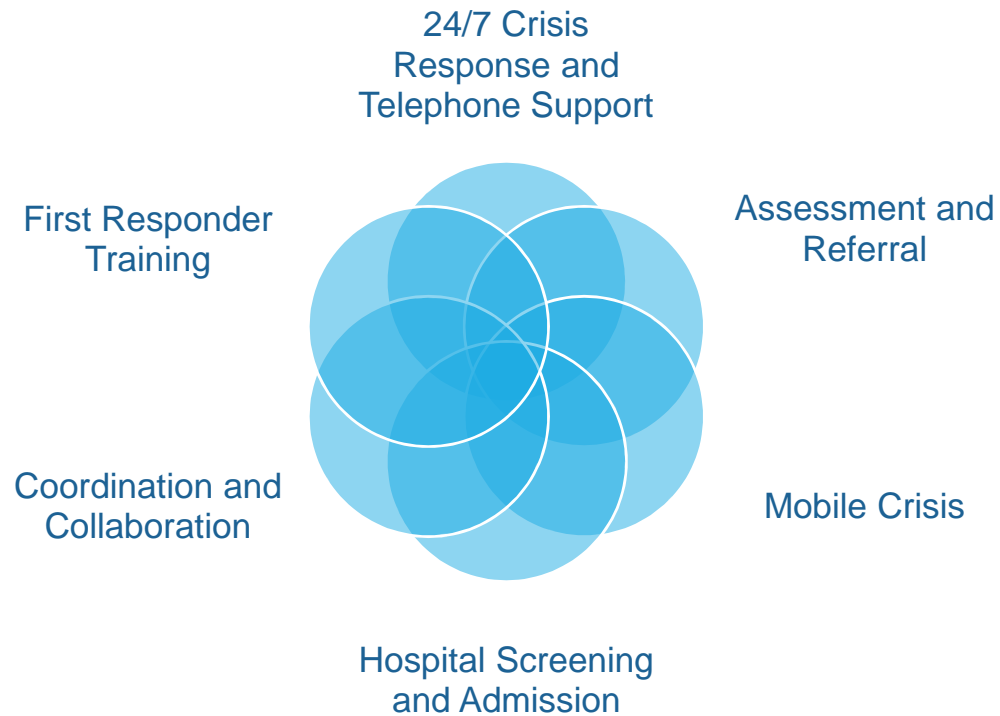 24/7 Crisis
Response and
Telephone Support
First Responder
Training
Assessment and
Referral
Coordination and
Collaboration
Mobile Crisis
Hospital Screening
and Admission